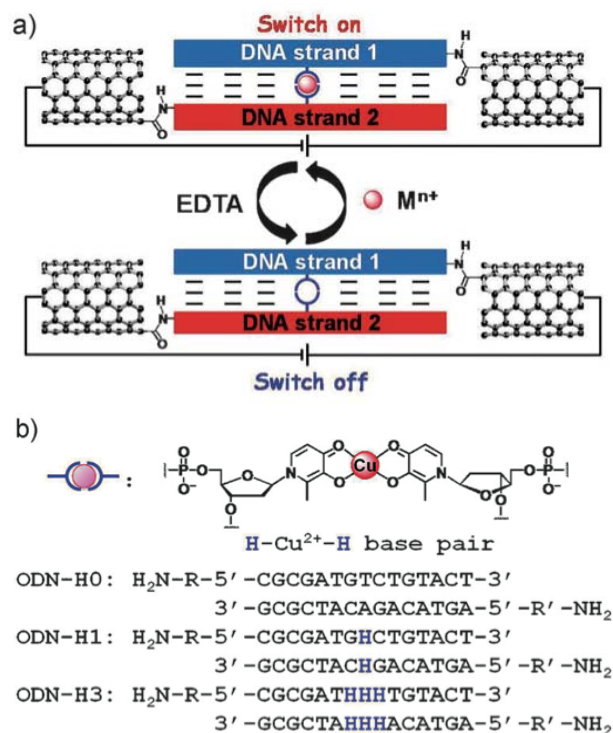 a)
Switch on
DNA strand 1
H
N
O
DNA strand 2
H
N
O
EDTA
Mⁿ⁺
DNA strand 1
H
N
O
DNA strand 2
H
N
O
Switch off
b)
:
O
P
O
O⁻
O
O
N
O
O
Cu
O
O
N
O
O
O
P
O
O⁻
H-Cu²⁺-H base pair
ODN-H0: H₂N-R-5′-CGCGATGTCTGTACT-3′
3′-GCGCTACAGACATGA-5′-R′-NH₂
ODN-H1: H₂N-R-5′-CGCGATGHCTGTACT-3′
3′-GCGCTACHGACATGA-5′-R′-NH₂
ODN-H3: H₂N-R-5′-CGCGATHHHTGTACT-3′
3′-GCGCTAHHHACATGA-5′-R′-NH₂